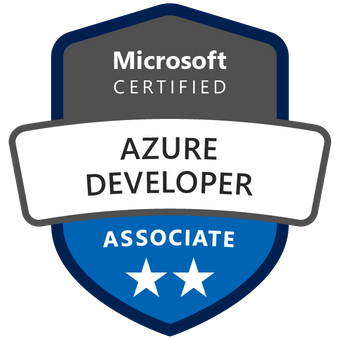 Microsoft
CERTIFIED
AZURE
DEVELOPER
ASSOCIATE